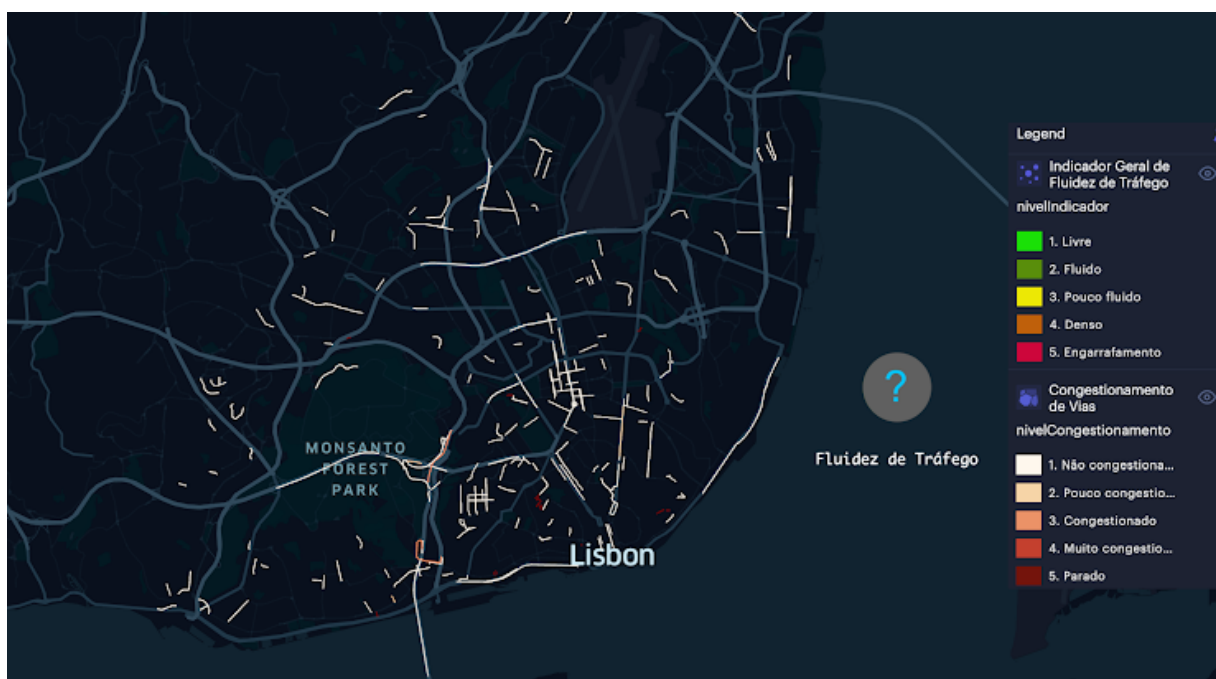 MONSANTO
FOREST
PARK
Lisbon
?
Fluidez de Tráfego
Legend
Indicador Geral de
Fluidez de Tráfego
nivelIndicador
1. Livre
2. Fluido
3. Pouco fluido
4. Denso
5. Engarrafamento
Congestionamento
de Vias
nivelCongestionamento
1. Não congestiona...
2. Pouco congestio...
3. Congestionado
4. Muito congestio...
5. Parado